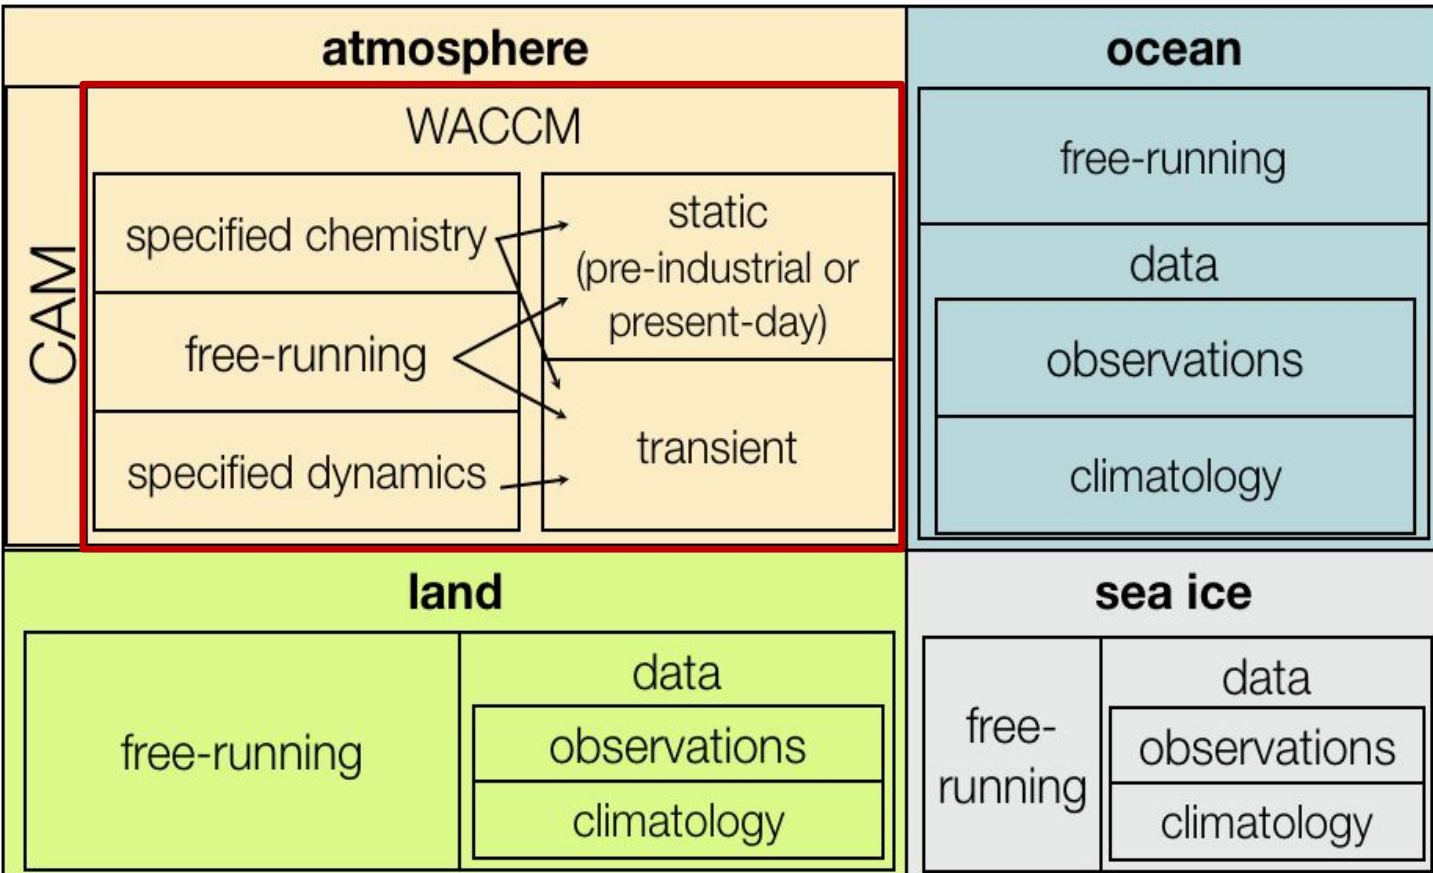 atmosphere
CAM
WACCM
specified chemistry
free-running
specified dynamics
static
(pre-industrial or
present-day)
transient
ocean
free-running
data
observations
climatology
land
free-running
data
observations
climatology
sea ice
free-
running
data
observations
climatology